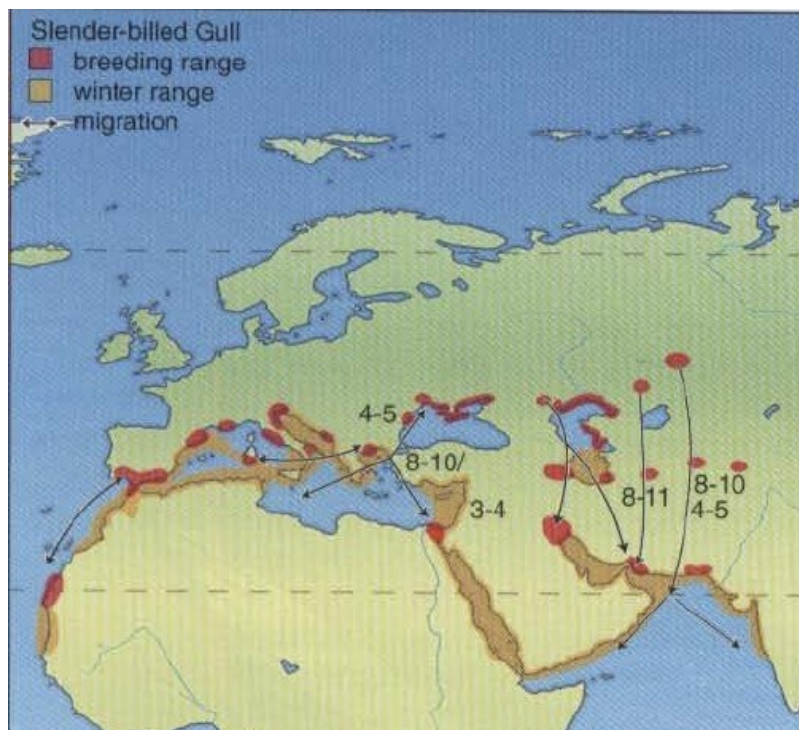 Slender-billed Gull
breeding range
winter range
migration
4-5
8-10/
3-4
8-11
8-10
4-5